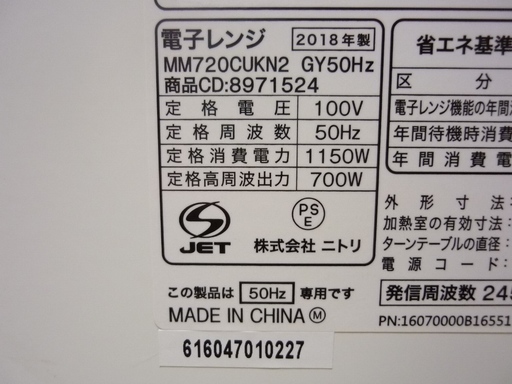 電子レンジ 2018年製
MM720CUKN2 GY50Hz
商品CD:8971524
定格電圧 100V
定格周波数 50Hz
定格消費電力 1150W
定格高周波出力 700W
JET
PS
E
株式会社 ニトリ
この製品は 50Hz 専用です
MADE IN CHINA Ⓜ
616047010227
省エネ基準
区分
電子レンジ機能の年間
年間待機時消費
年間消費電
外形寸法:
加熱室の有効寸法:
ターンテーブルの直径:
電源コード:
発信周波数 245
PN:16070000B16551